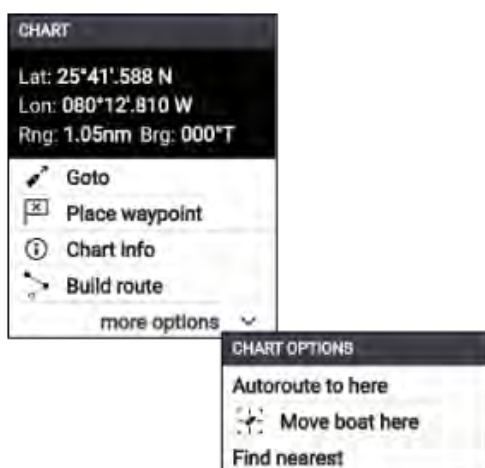 CHART
Lat: 25°41'.588 N
Lon: 080°12'.810 W
Rng: 1.05nm Brg: 000°T
Goto
Place waypoint
Chart info
Build route
more options
CHART OPTIONS
Autoroute to here
Move boat here
Find nearest